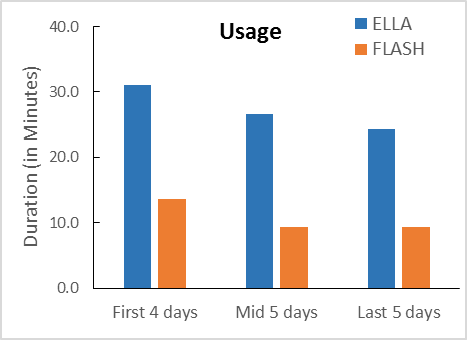 Usage
ELLA
FLASH
Duration (in Minutes)
40.0
30.0
20.0
10.0
0.0
First 4 days
Mid 5 days
Last 5 days